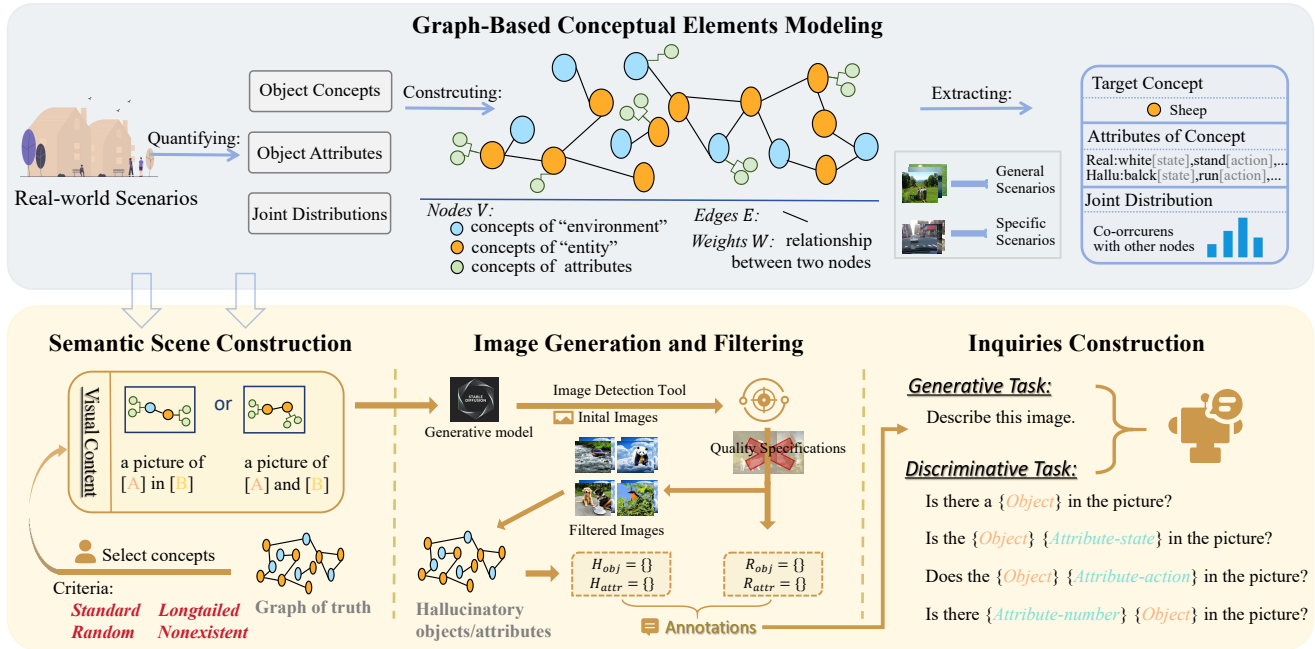 Graph-Based Conceptual Elements Modeling
Real-world Scenarios
Quantifying:
Object Concepts
Object Attributes
Joint Distributions
Constrcuting:
Nodes V:
concepts of “environment”
concepts of “entity”
concepts of attributes
Edges E:
Weights W: relationship
between two nodes
Extracting:
General
Scenarios
Specific
Scenarios
Target Concept
Sheep
Attributes of Concept
Real:white[state],stand[action],...
Hallu:balck[state],run[action],...
Joint Distribution
Co-orcurens
with other nodes
Semantic Scene Construction
Visual Content
or
a picture of
[A] in [B]
a picture of
[A] and [B]
Select concepts
Criteria:
Standard Longtailed
Random Nonexistent
Graph of truth
Image Generation and Filtering
STABLE
DIFFUSION
Generative model
Image Detection Tool
Inital Images
Quality Specifications
Filtered Images
Hallucinatory
objects/attributes
H_obj = {}
H_attr = {}
R_obj = {}
R_attr = {}
Annotations
Inquiries Construction
Generative Task:
Describe this image.
Discriminative Task:
Is there a {Object} in the picture?
Is the {Object} {Attribute-state} in the picture?
Does the {Object} {Attribute-action} in the picture?
Is there {Attribute-number} {Object} in the picture?